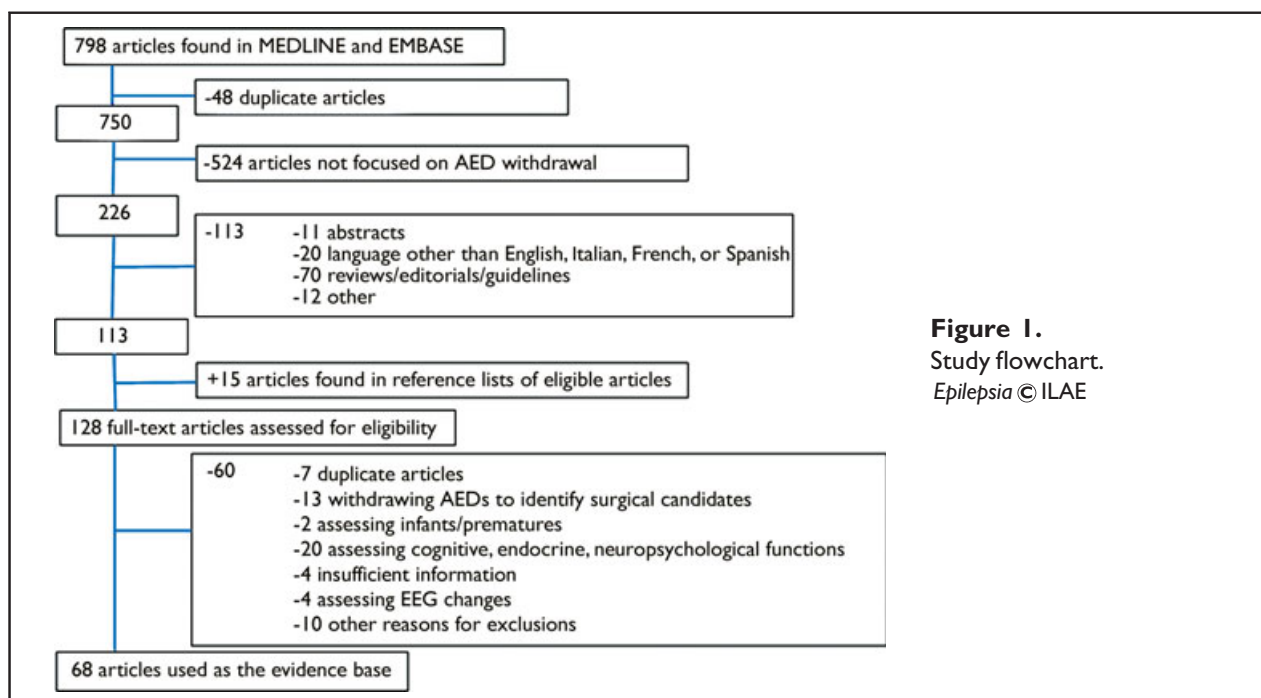 798 articles found in MEDLINE and EMBASE
-48 duplicate articles
750
-524 articles not focused on AED withdrawal
226
-113 -11 abstracts
-20 language other than English, Italian, French, or Spanish
-70 reviews/editorials/guidelines
-12 other
113
+15 articles found in reference lists of eligible articles
128 full-text articles assessed for eligibility
-60 -7 duplicate articles
-13 withdrawing AEDs to identify surgical candidates
-2 assessing infants/prematures
-20 assessing cognitive, endocrine, neuropsychological functions
-4 insufficient information
-4 assessing EEG changes
-10 other reasons for exclusions
68 articles used as the evidence base
Figure 1.
Study flowchart.
Epilepsia © ILAE